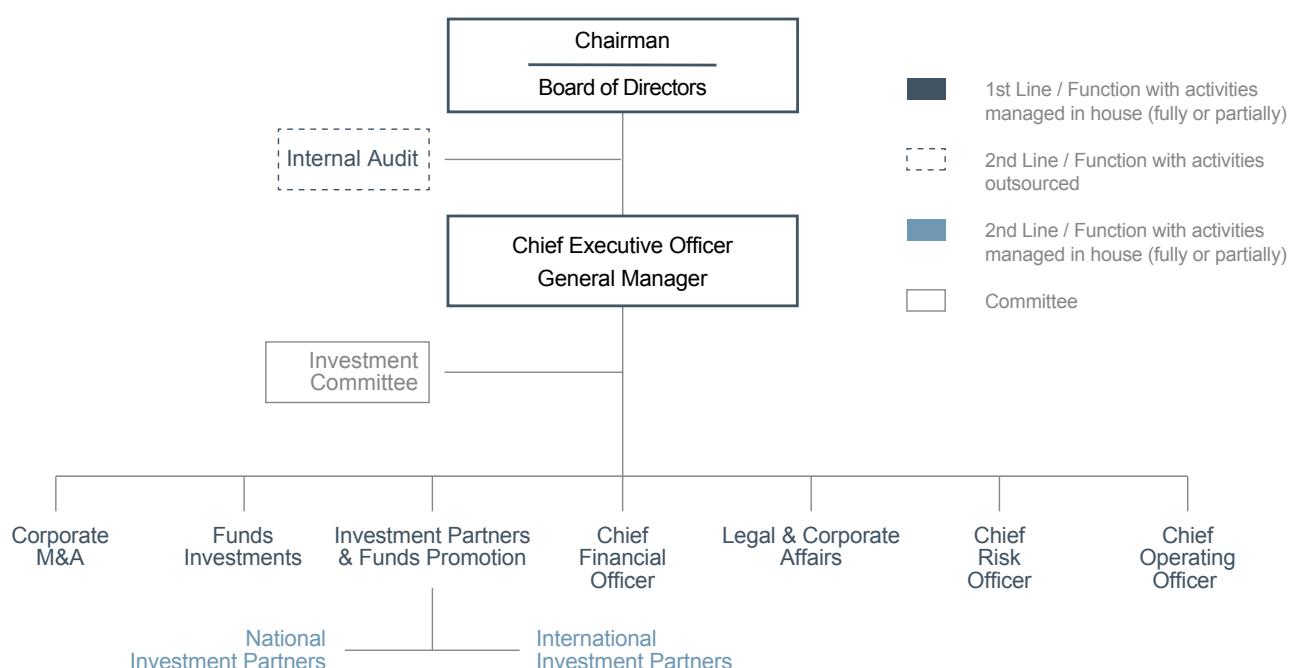 Chairman
Board of Directors
1st Line / Function with activities
managed in house (fully or partially)
Internal Audit
2nd Line / Function with activities
outsourced
2nd Line / Function with activities
managed in house (fully or partially)
Chief Executive Officer
General Manager
Committee
Investment
Committee
Corporate
M&A
Funds
Investments
Investment Partners
& Funds Promotion
Chief
Financial
Officer
Legal & Corporate
Affairs
Chief
Risk
Officer
Chief
Operating
Officer
National
Investment Partners
International
Investment Partners